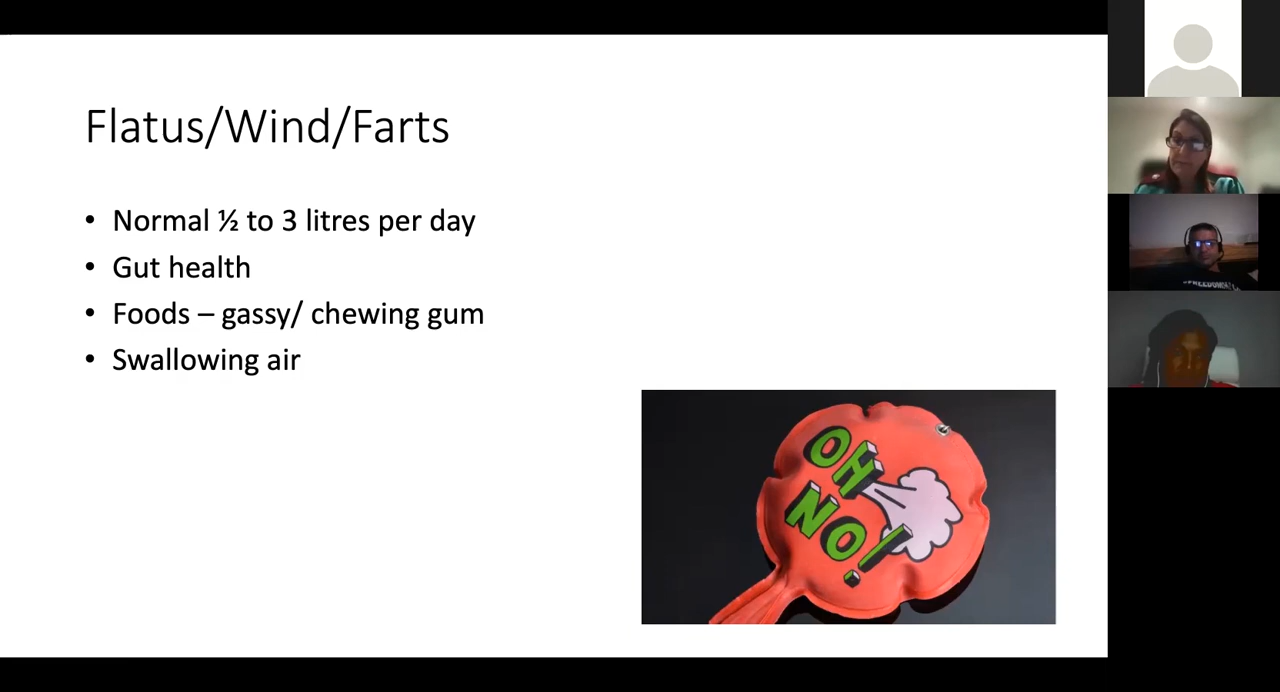 Flatus/Wind/Farts
• Normal ½ to 3 litres per day
• Gut health
• Foods – gassy/ chewing gum
• Swallowing air
OH
NO!